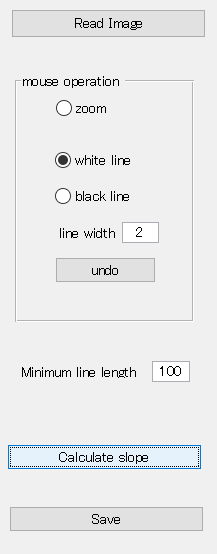 Read Image
mouse operation
zoom
white line
black line
line width 2
undo
Minimum line length 100
Calculate slope
Save